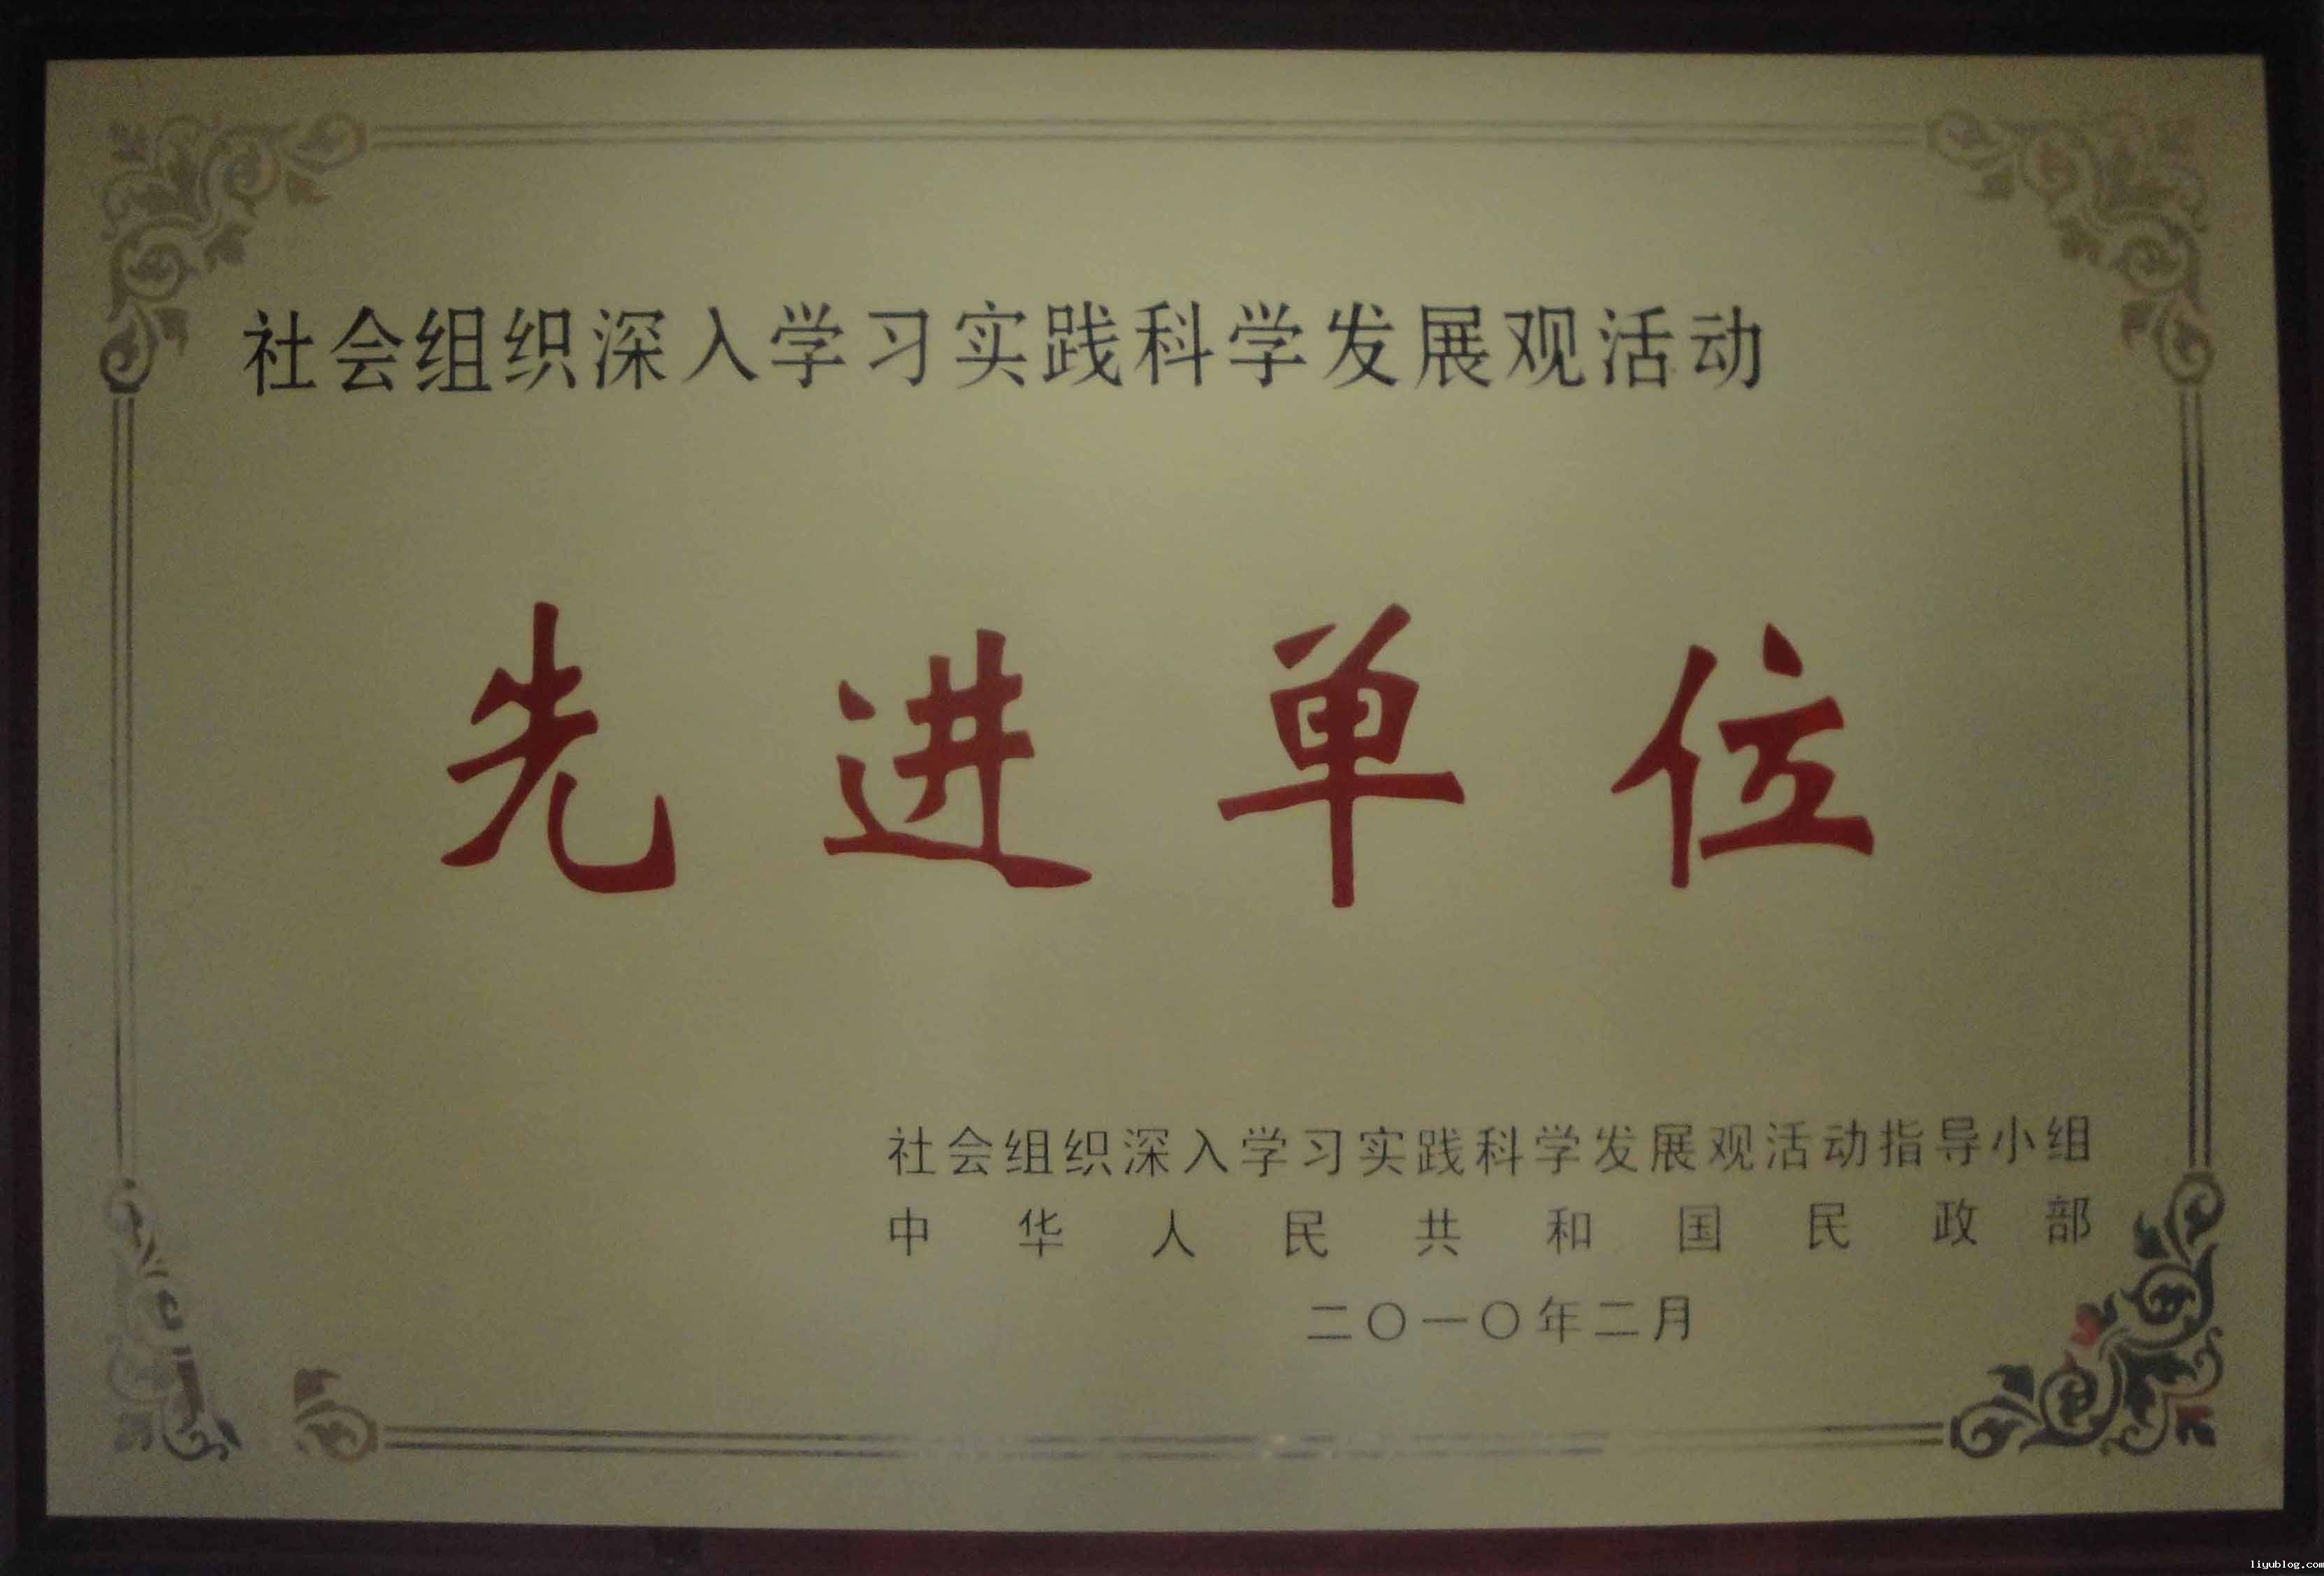 社会组织深入学习实践科学发展观活动
先进单位
社会组织深入学习实践科学发展观活动指导小组
中华人民共和国民政部
二〇一〇年二月
liyublog.com